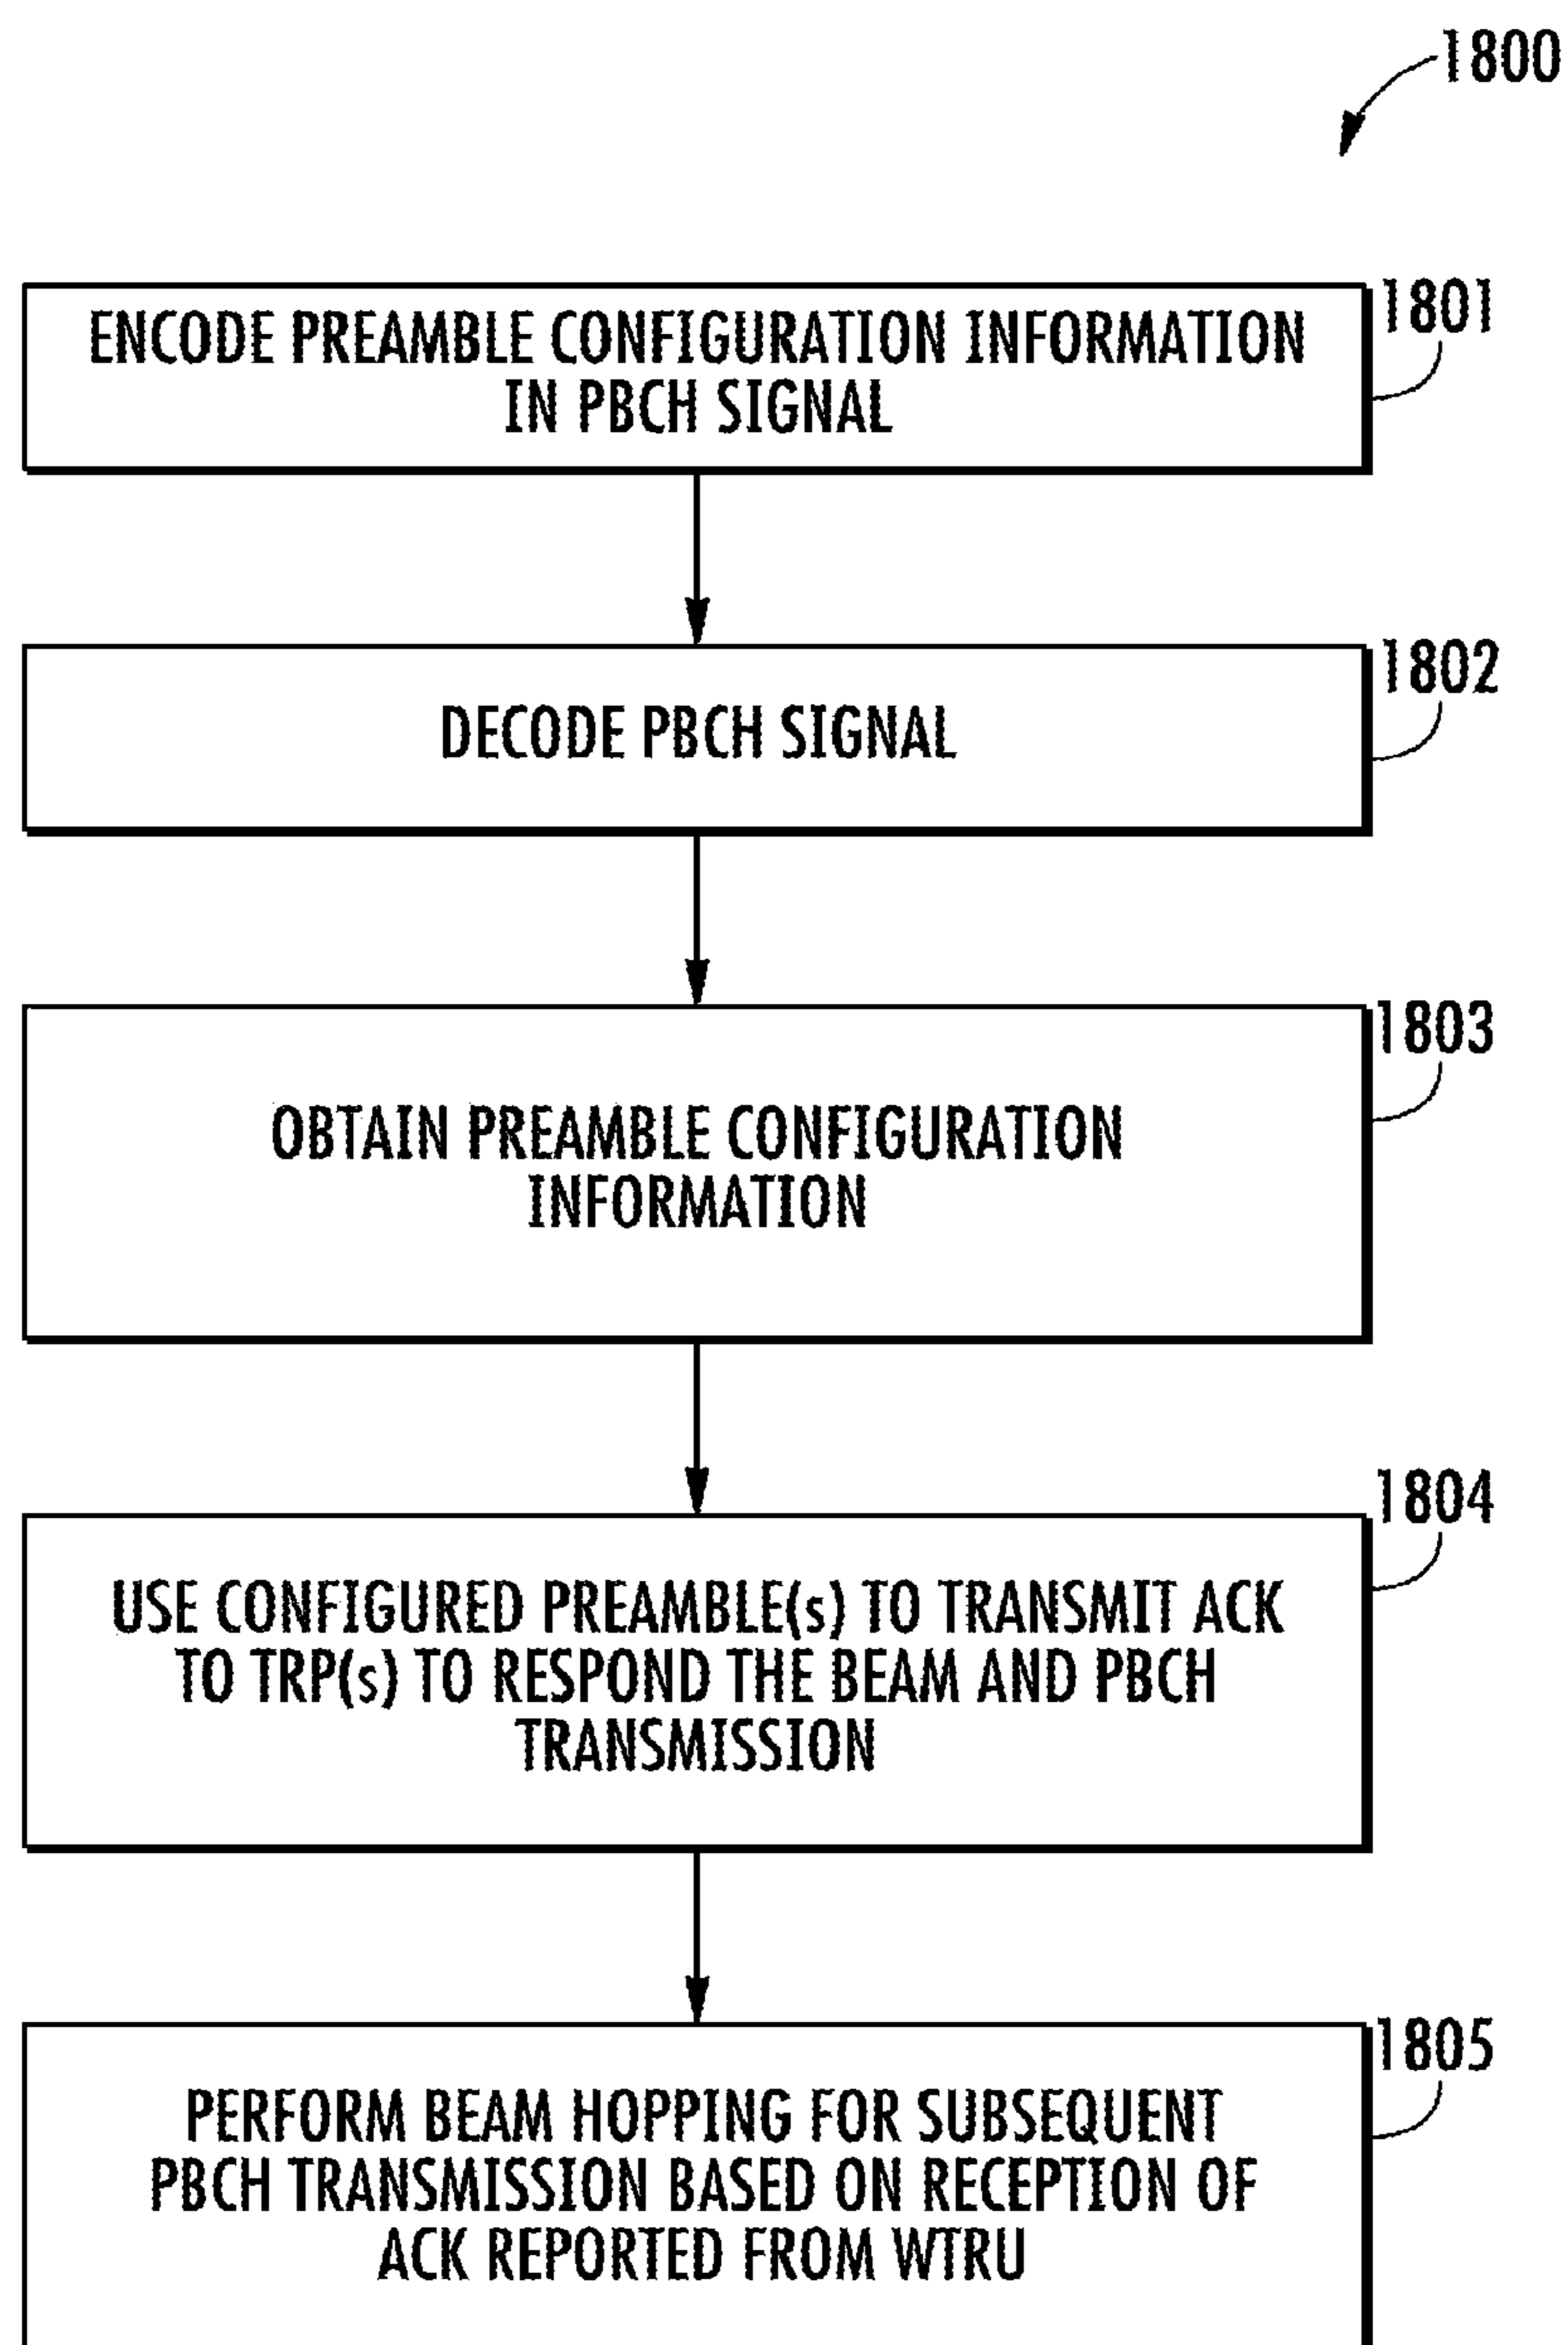 1800
1801
ENCODE PREAMBLE CONFIGURATION INFORMATION
IN PBCH SIGNAL
1802
DECODE PBCH SIGNAL
1803
OBTAIN PREAMBLE CONFIGURATION
INFORMATION
1804
USE CONFIGURED PREAMBLE(s) TO TRANSMIT ACK
TO TRP(s) TO RESPOND THE BEAM AND PBCH
TRANSMISSION
1805
PERFORM BEAM HOPPING FOR SUBSEQUENT
PBCH TRANSMISSION BASED ON RECEPTION OF
ACK REPORTED FROM WTRU